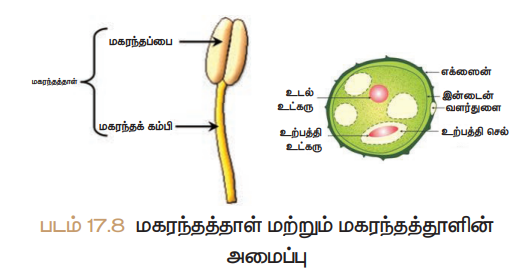 மகரந்தப்பை
மகரந்தத்தாள்
மகரந்தக் கம்பி
எக்ஸைன்
உடல்
உட்கரு
இன்டைன்
வளர்துளை
உற்பத்தி
உட்கரு
உற்பத்தி செல்
படம் 17.8 மகரந்தத்தாள் மற்றும் மகரந்தத்தூளின்
அமைப்பு